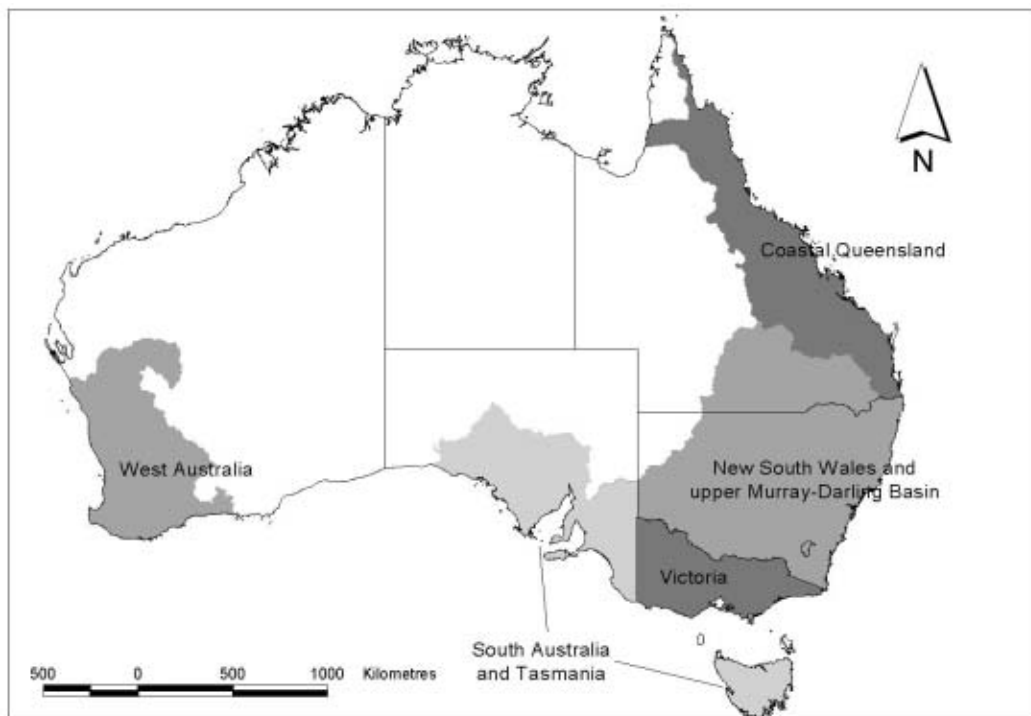 N
Coastal Queensland
West Australia
New South Wales and
upper Murray-Darling Basin
Victoria
South Australia
and Tasmania
500 0 500 1000 Kilometres